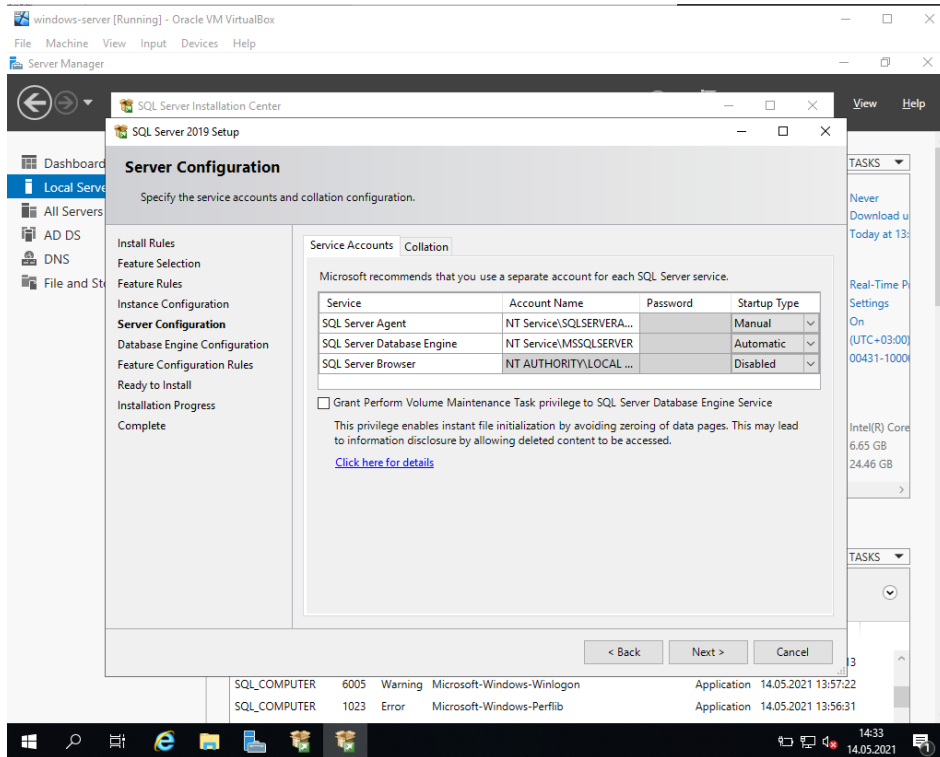 windows-server [Running] - Oracle VM VirtualBox
File Machine View Input Devices Help
Server Manager
SQL Server Installation Center
View Help
SQL Server 2019 Setup
Server Configuration
Specify the service accounts and collation configuration.
Dashboard
Local Serve
All Servers
AD DS
DNS
File and Sto
Install Rules
Feature Selection
Feature Rules
Instance Configuration
Server Configuration
Database Engine Configuration
Feature Configuration Rules
Ready to Install
Installation Progress
Complete
Service Accounts Collation
Microsoft recommends that you use a separate account for each SQL Server service.
Service Account Name Password Startup Type
SQL Server Agent NT Service\SQLSERVERA... Manual
SQL Server Database Engine NT Service\MSSQLSERVER Automatic
SQL Server Browser NT AUTHORITY\LOCAL ... Disabled
Grant Perform Volume Maintenance Task privilege to SQL Server Database Engine Service
This privilege enables instant file initialization by avoiding zeroing of data pages. This may lead
to information disclosure by allowing deleted content to be accessed.
Click here for details
< Back Next > Cancel
TASKS
Never
Download u
Today at 13:
Real-Time Pr
Settings
On
(UTC+03:00)
00431-1000
Intel(R) Core
6.65 GB
24.46 GB
TASKS
13
SQL_COMPUTER 6005 Warning Microsoft-Windows-Winlogon Application 14.05.2021 13:57:22
SQL_COMPUTER 1023 Error Microsoft-Windows-Perflib Application 14.05.2021 13:56:31
14:33
14.05.2021
1